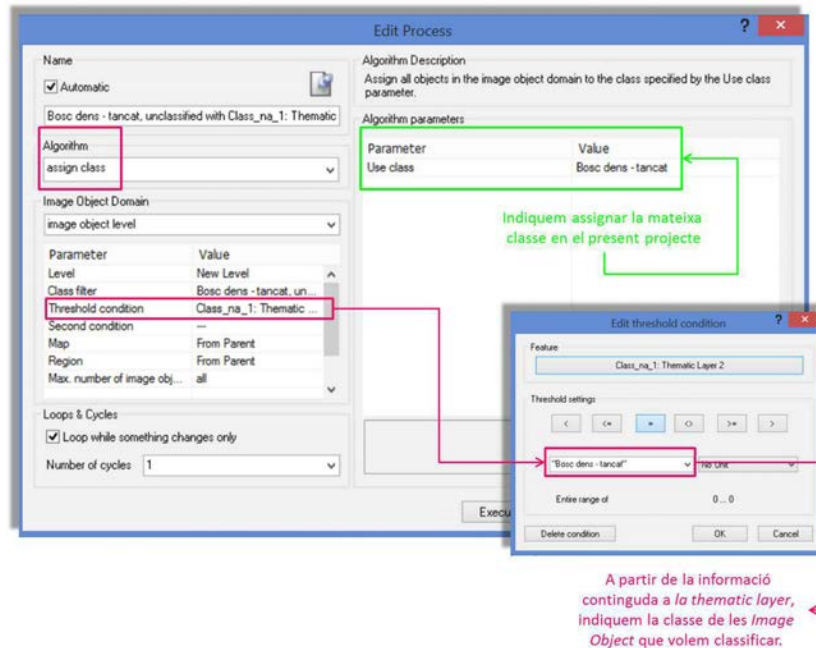 Edit Process
?
Name
Automatic
Bosc dens - tancat, unclassified with Class_na_1: Thematic
Algorithm
assign class
Image Object Domain
image object level
Parameter Value
Level New Level
Class filter Bosc dens - tancat, un...
Threshold condition Class_na_1: Thematic ...
Second condition ---
Map From Parent
Region From Parent
Max. number of image obj... all
Loops & Cycles
Loop while something changes only
Number of cycles 1
Algorithm Description
Assign all objects in the image object domain to the class specified by the Use class
parameter.
Algorithm parameters
Parameter Value
Use class Bosc dens - tancat
Indiquem assignar la mateixa
classe en el present projecte
Execu
Edit threshold condition
?
Feature
Class_na_1: Thematic Layer 2
Threshold settings
< <= = <> >= >
"Bosc dens - tancat" No Unit
Entire range of 0 ... 0
Delete condition OK Cancel
A partir de la informació
continguda a la thematic layer,
indiquem la classe de les Image
Object que volem classificar.